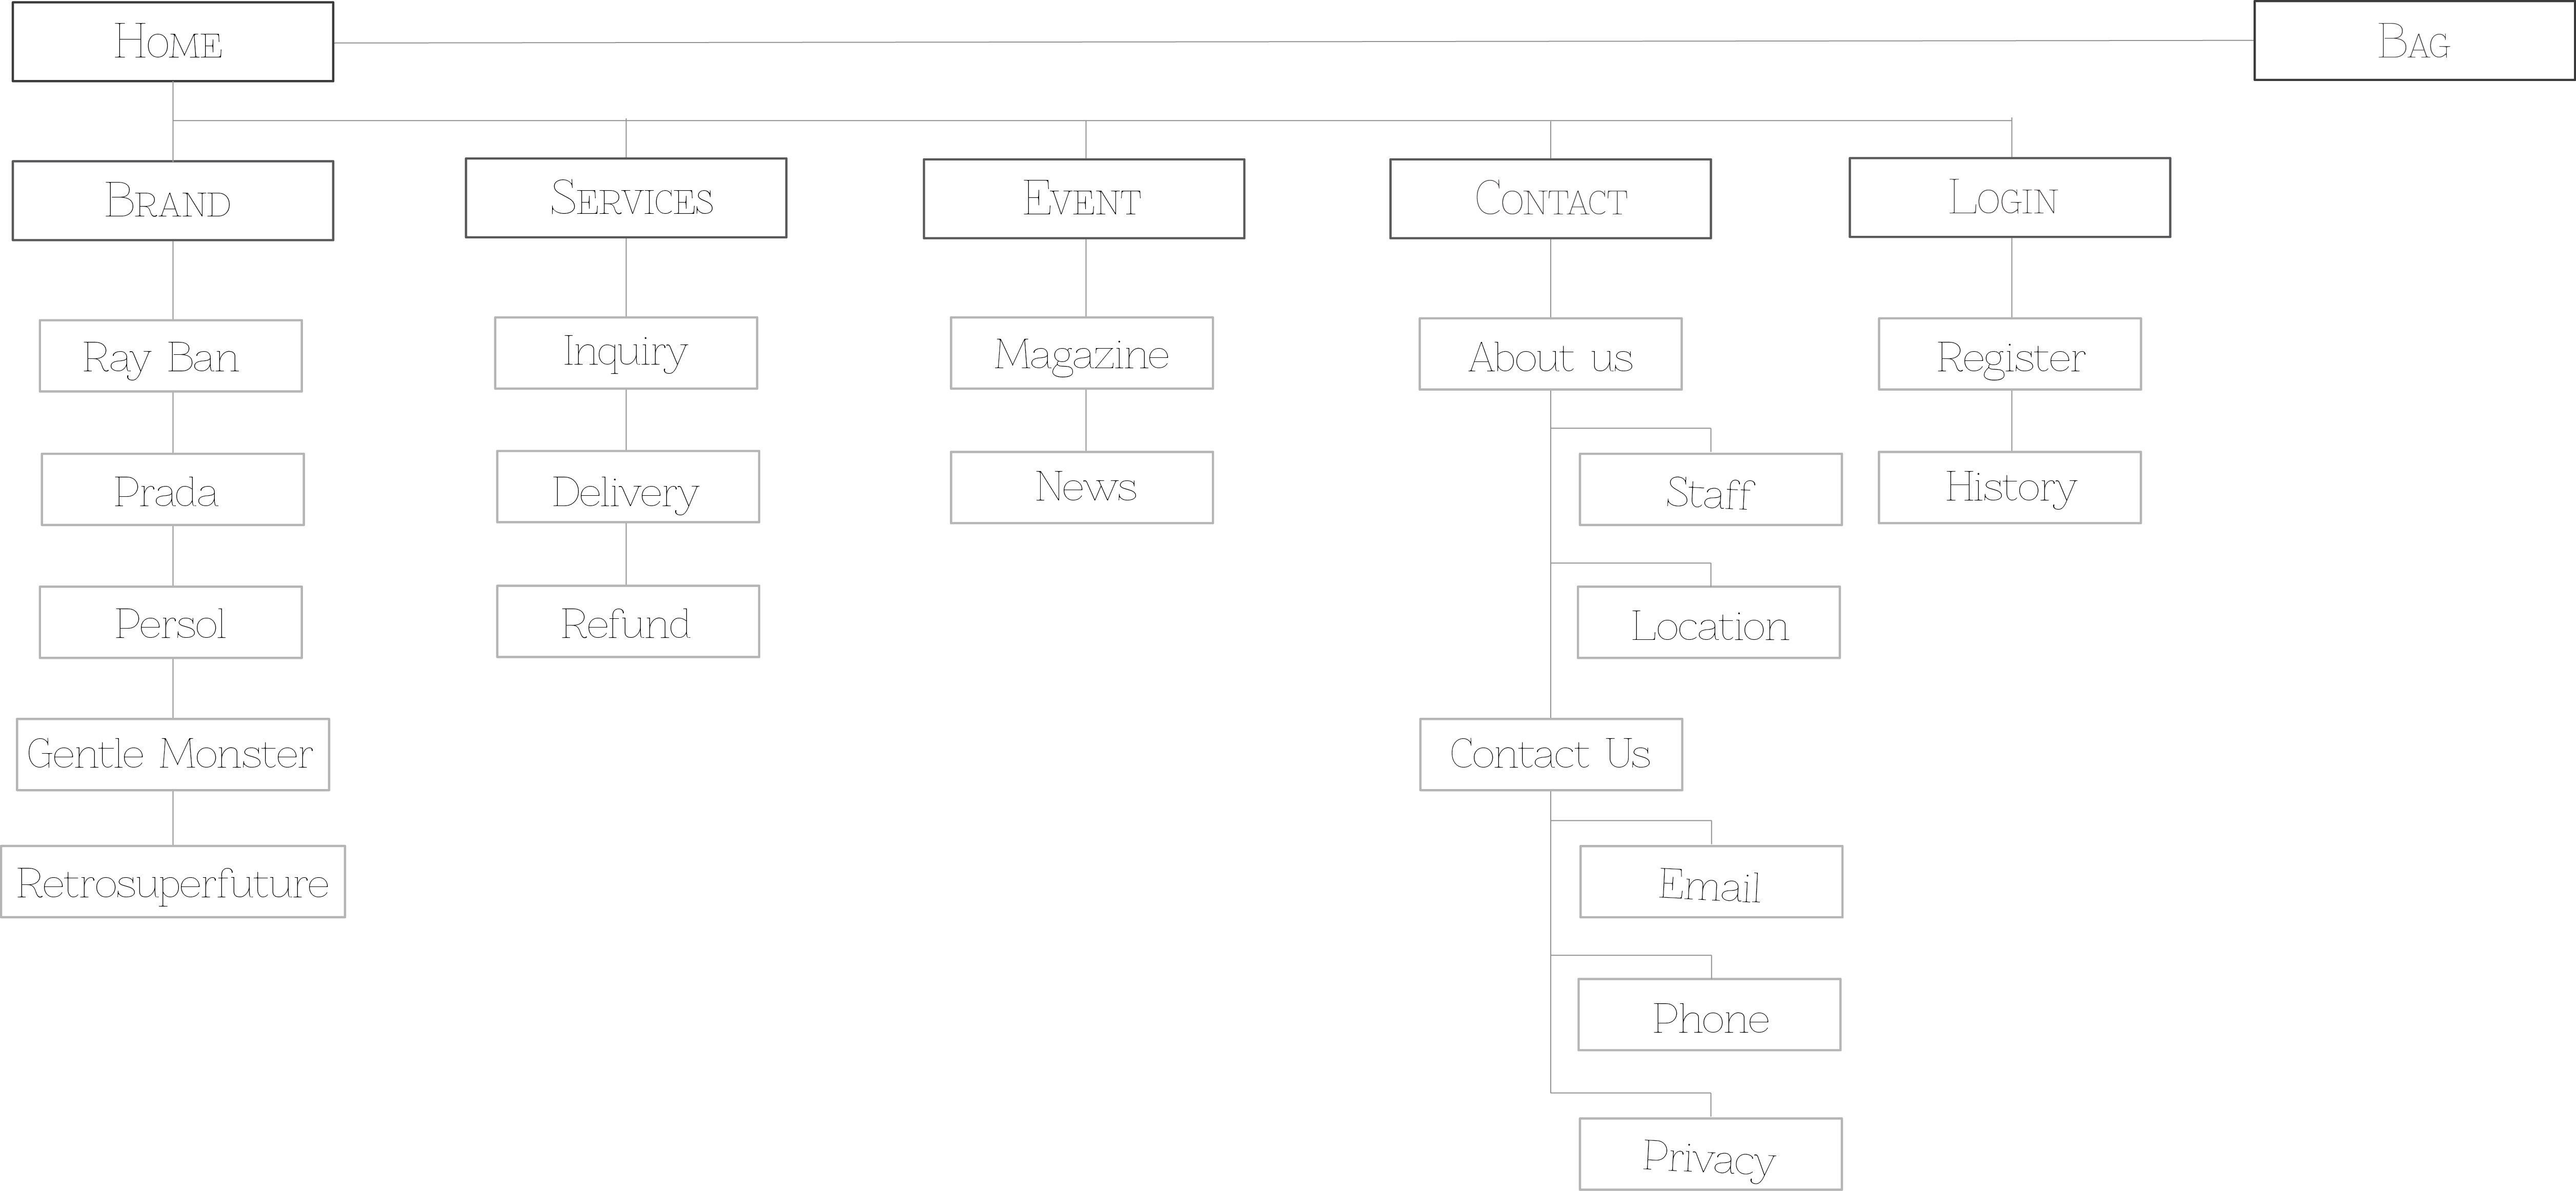 HOME
BAG
BRAND
SERVICES
EVENT
CONTACT
LOGIN
Ray Ban
Inquiry
Magazine
About us
Register
Prada
Delivery
News
Staff
History
Persol
Refund
Location
Gentle Monster
Contact Us
Retrosuperfuture
Email
Phone
Privacy